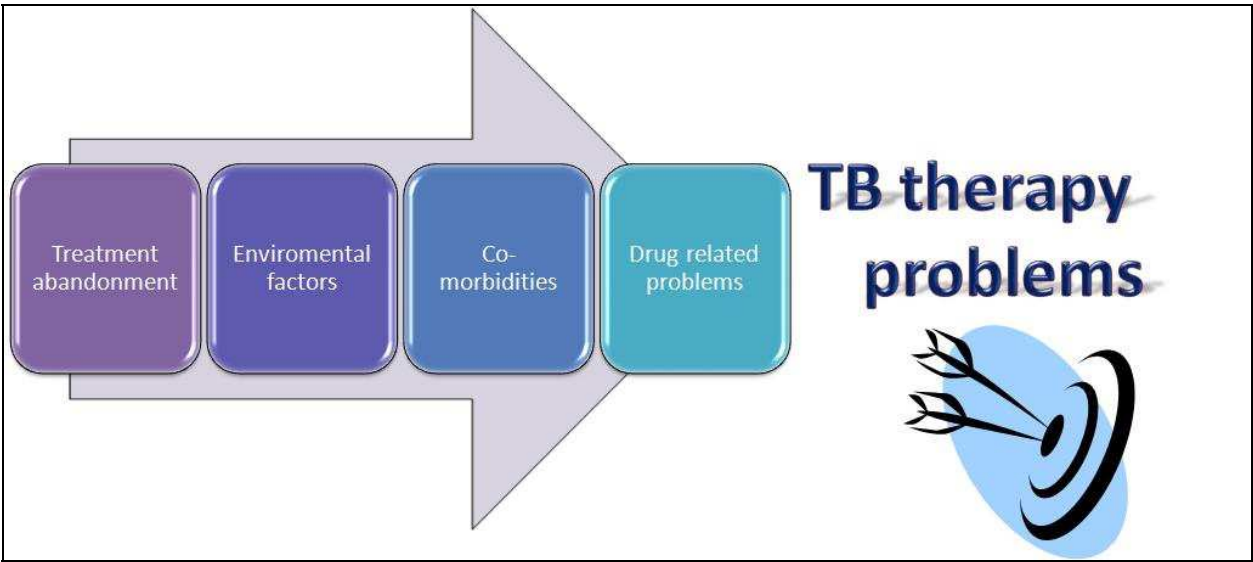 Treatment
abandonment
Enviromental
factors
Co-
morbidities
Drug related
problems
TB therapy
problems